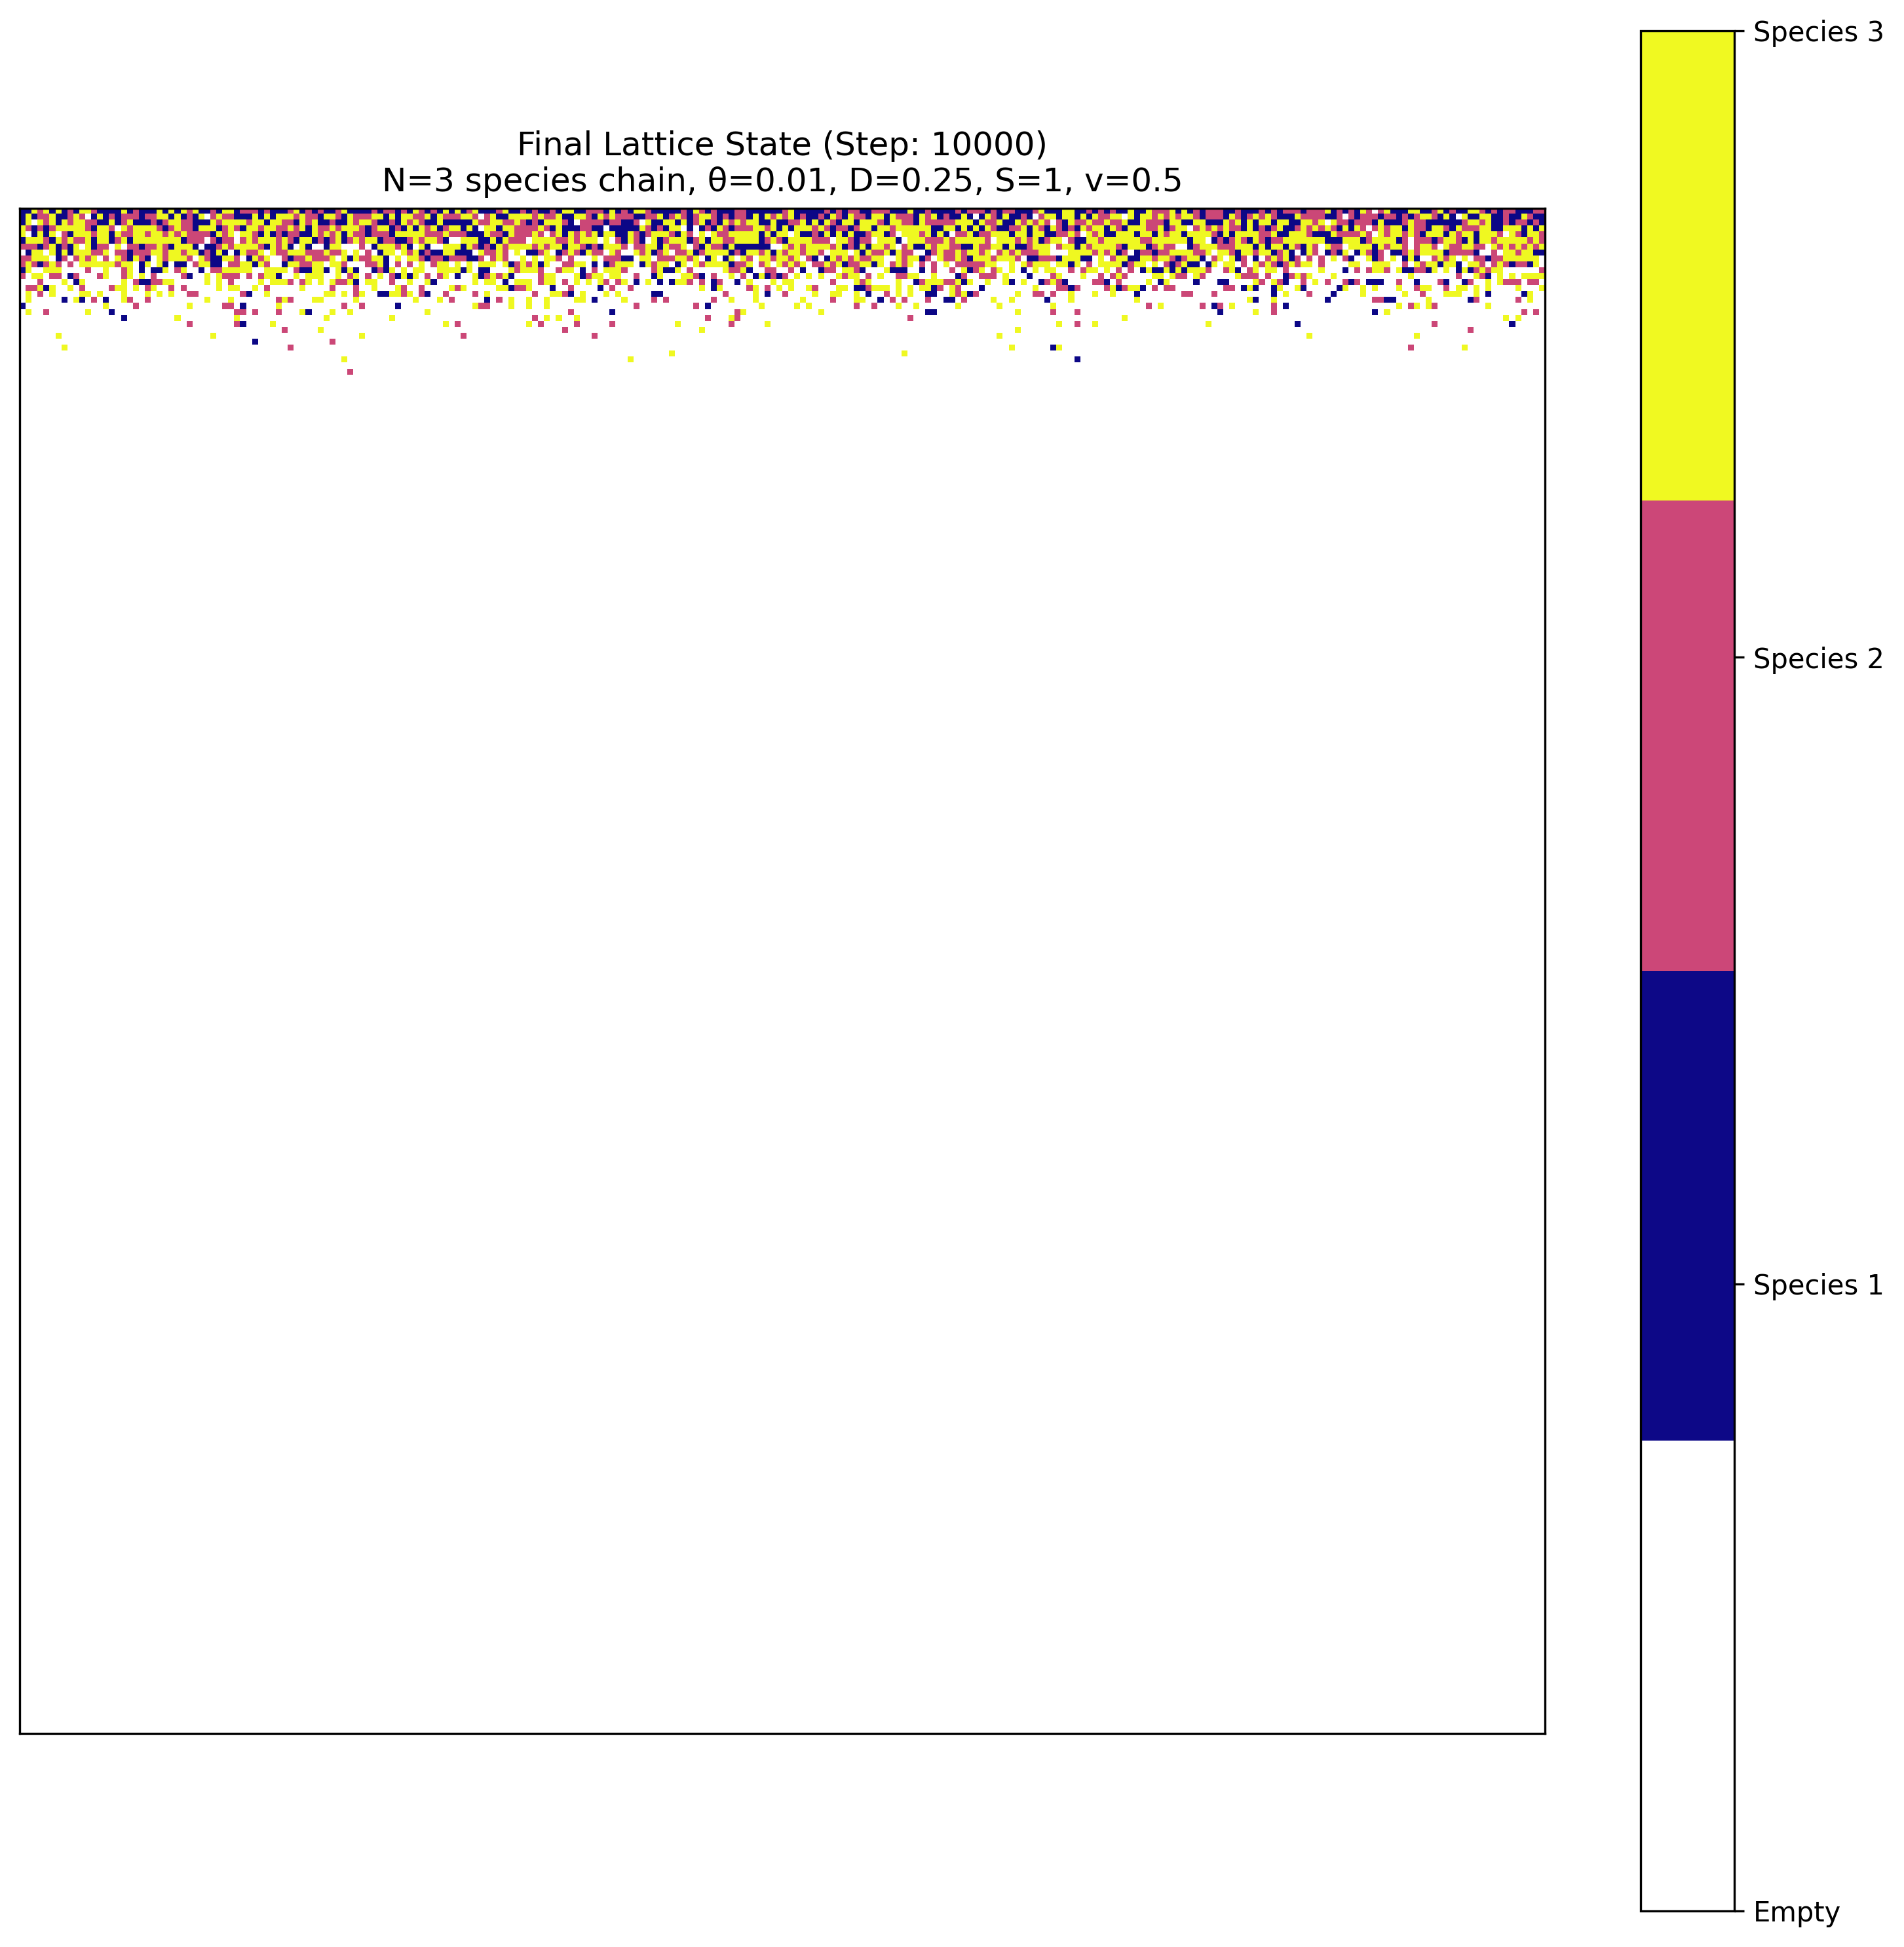 Final Lattice State (Step: 10000)
N=3 species chain, θ=0.01, D=0.25, S=1, v=0.5
Species 3
Species 2
Species 1
Empty